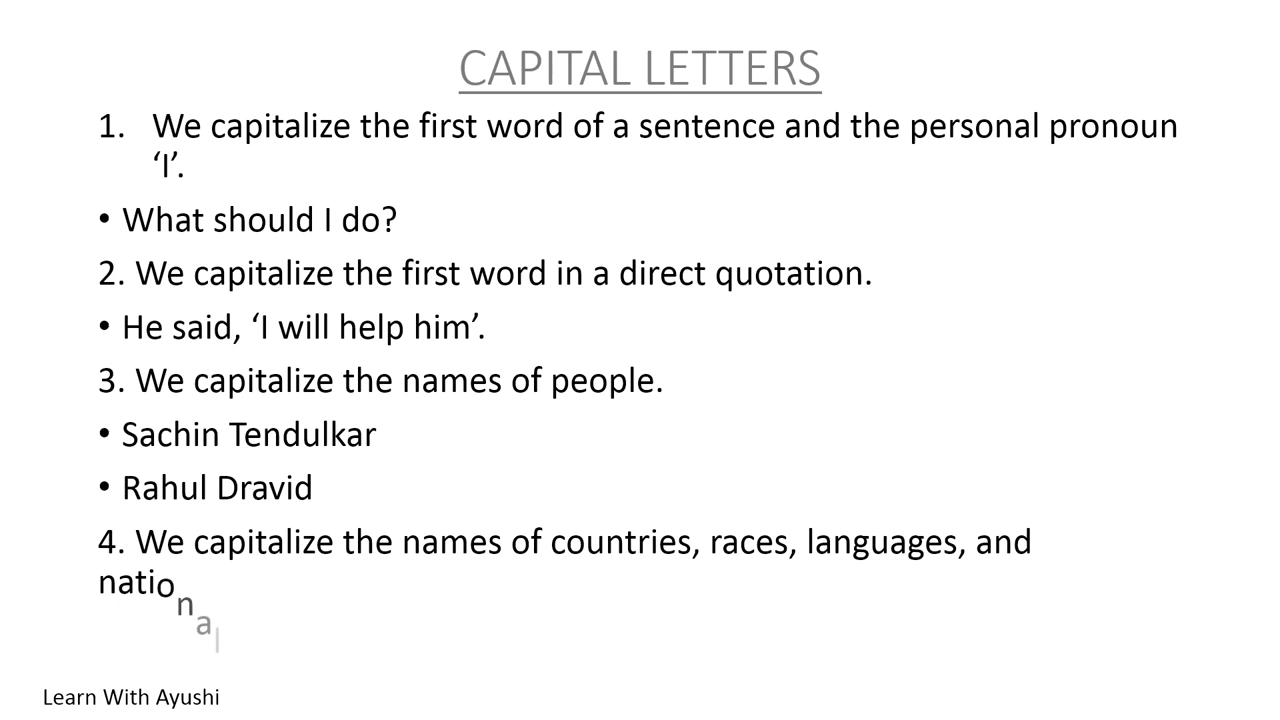 CAPITAL LETTERS
1. We capitalize the first word of a sentence and the personal pronoun
‘I’.
• What should I do?
2. We capitalize the first word in a direct quotation.
• He said, ‘I will help him’.
3. We capitalize the names of people.
• Sachin Tendulkar
• Rahul Dravid
4. We capitalize the names of countries, races, languages, and
national
Learn With Ayushi